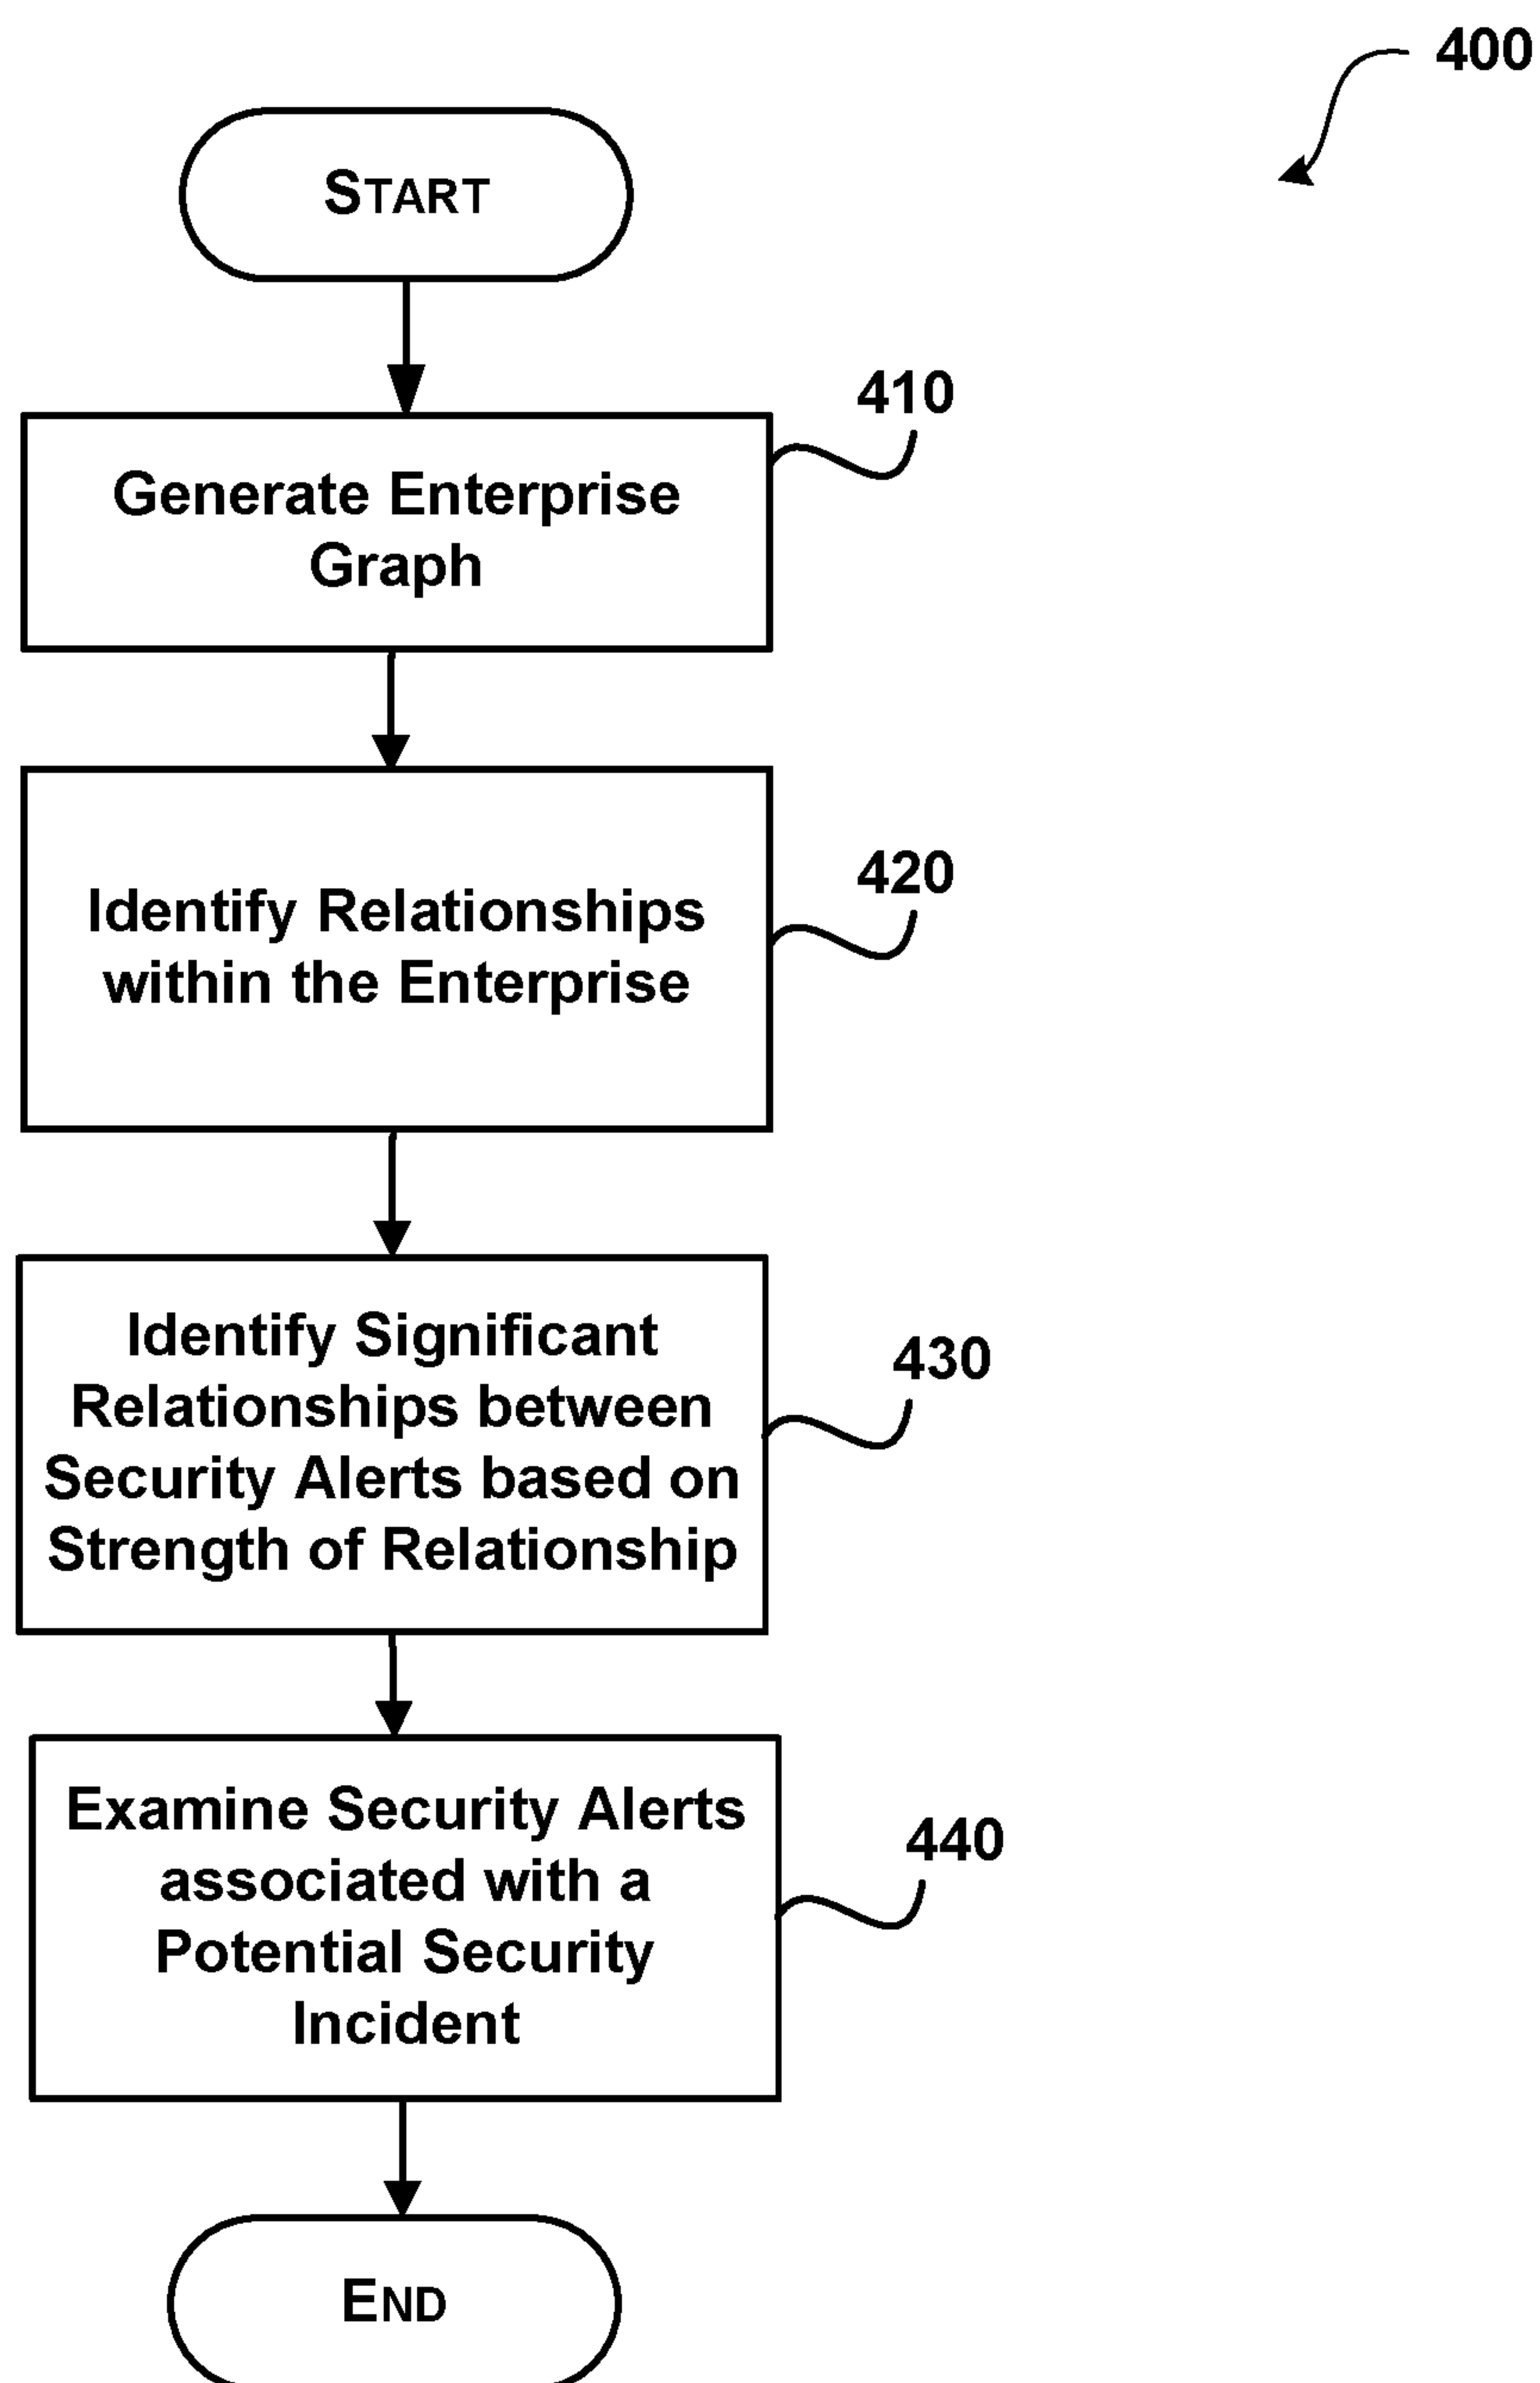 400
START
410
Generate Enterprise
Graph
420
Identify Relationships
within the Enterprise
430
Identify Significant
Relationships between
Security Alerts based on
Strength of Relationship
440
Examine Security Alerts
associated with a
Potential Security
Incident
END